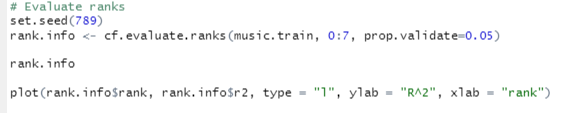 # Evaluate ranks
set.seed(789)
rank.info <- cf.evaluate.ranks(music.train, 0:7, prop.validate=0.05)
rank.info
plot(rank.info$rank, rank.info$r2, type = "l", ylab = "R^2", xlab = "rank")